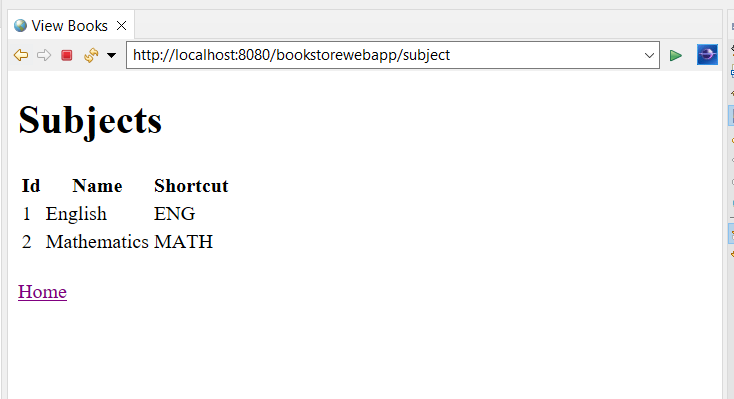 View Books
http://localhost:8080/bookstorewebapp/subject
Subjects
Id Name Shortcut
1 English ENG
2 Mathematics MATH
Home